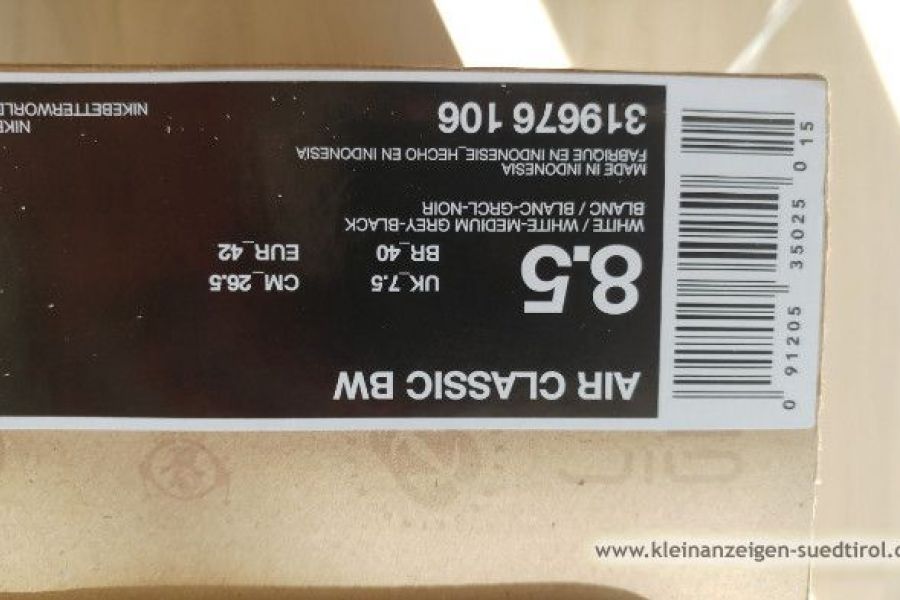 AIR CLASSIC BW
8.5
UK_7.5 CM_26.5
BR_40 EUR_42
WHITE / WHITE-MEDIUM GREY-BLACK
BLANC / BLANC-GRCL-NOIR
MADE IN INDONESIA
FABRIQUE EN INDONESIE_HECHO EN INDONESIA
319676 106
NIKEBETTERWORLD
0 91205 35025 0 15
www.kleinanzeigen-suedtirol.c